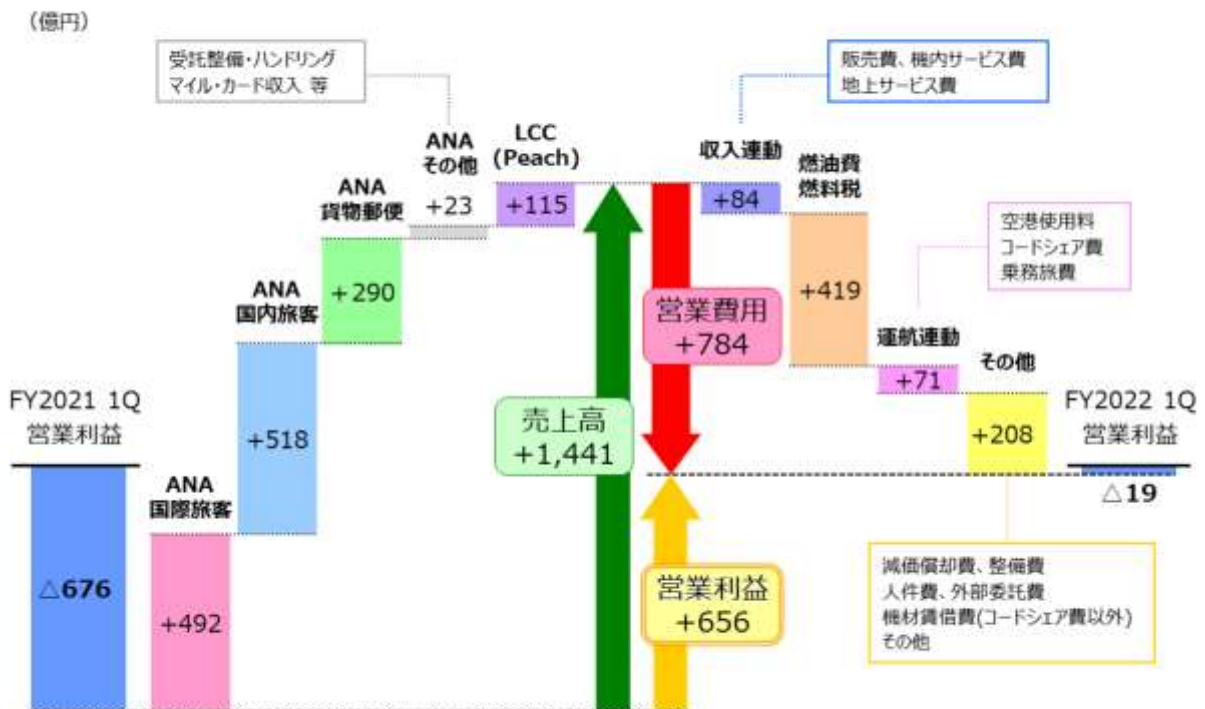 （億円）
受託整備・ハンドリング
マイル・カード収入 等
販売費、機内サービス費
地上サービス費
ANA
その他
LCC
(Peach)
収入連動
燃油費
燃料税
ANA
貨物郵便
+23
+115
+84
空港使用料
コードシェア費
乗務旅費
ANA
国内旅客
+290
営業費用
+784
+419
運航連動
その他
FY2021 1Q
営業利益
+518
売上高
+1,441
+71
+208
FY2022 1Q
営業利益
ANA
国際旅客
△19
△676
+492
営業利益
+656
減価償却費、整備費
人件費、外部委託費
機材賃借費(コードシェア費以外)
その他